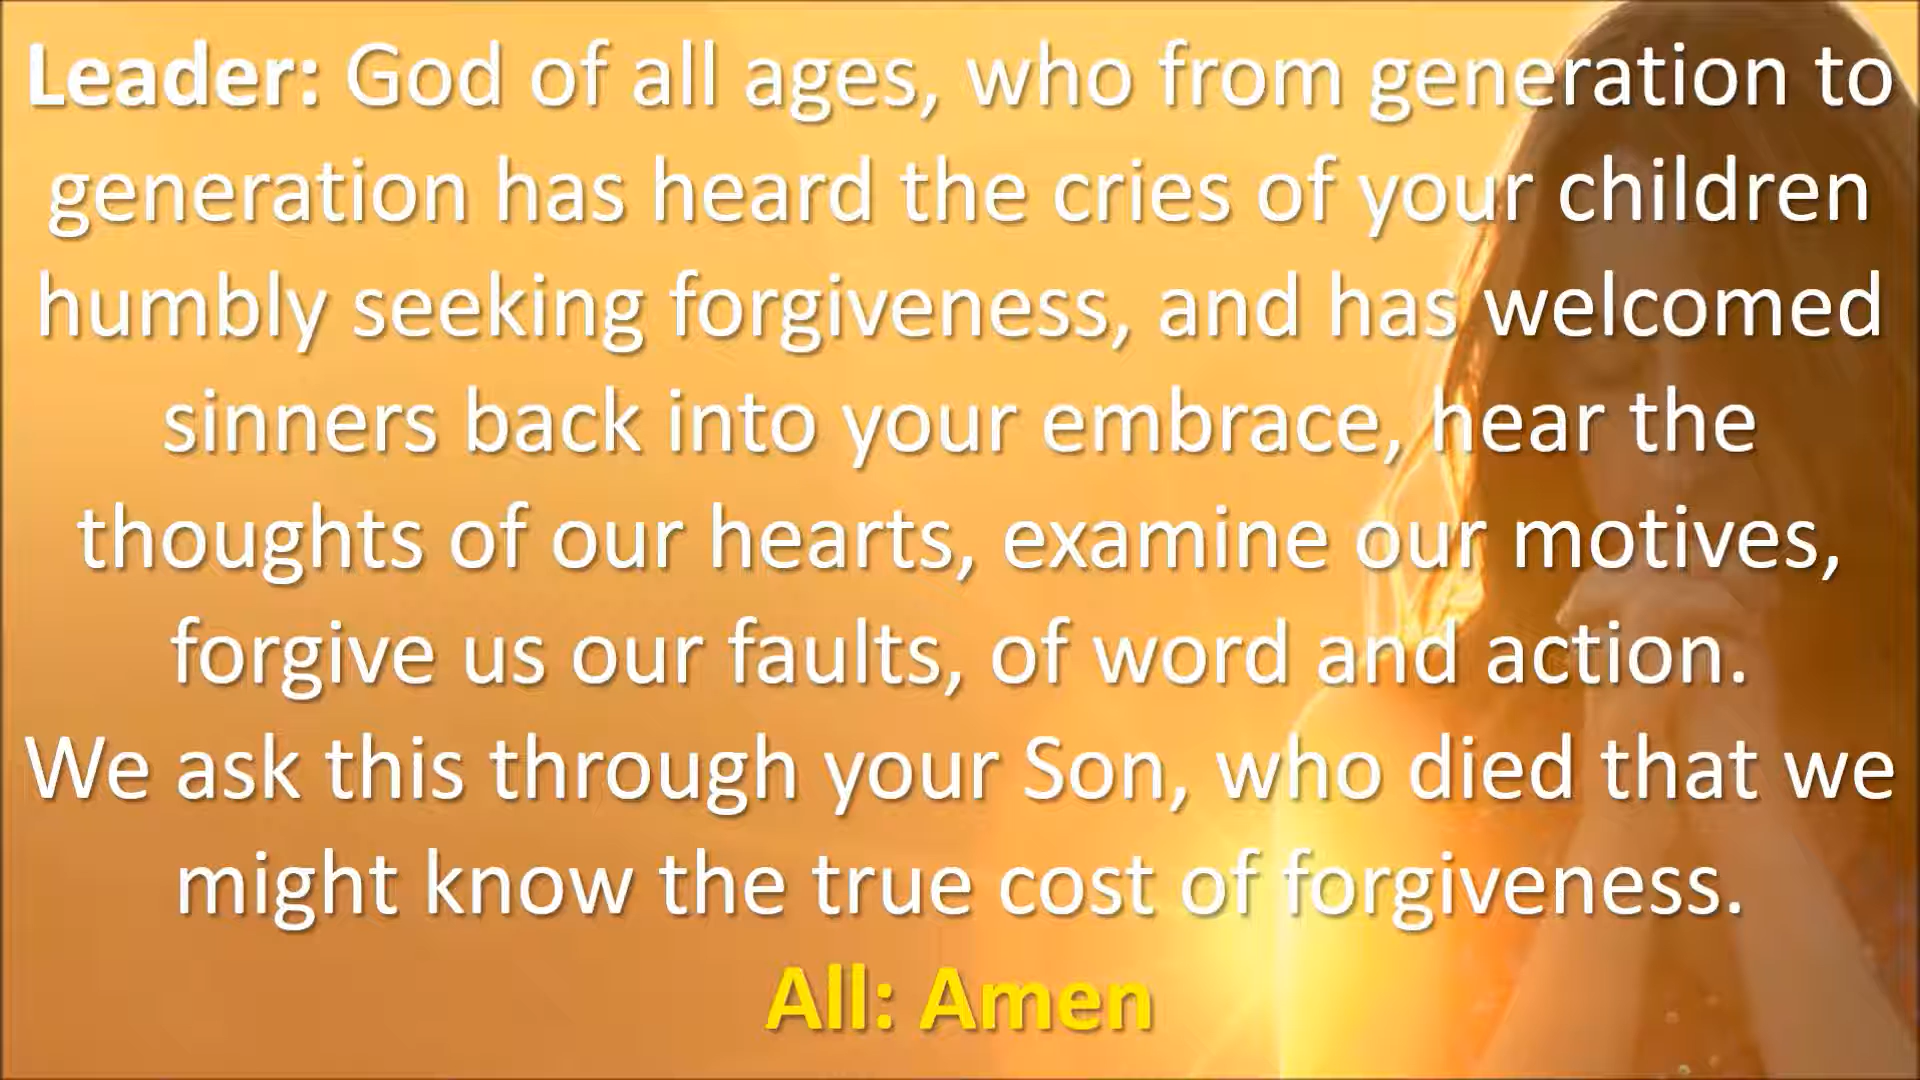 Leader: God of all ages, who from generation to
generation has heard the cries of your children
humbly seeking forgiveness, and has welcomed
sinners back into your embrace, hear the
thoughts of our hearts, examine our motives,
forgive us our faults, of word and action.
We ask this through your Son, who died that we
might know the true cost of forgiveness.
All: Amen